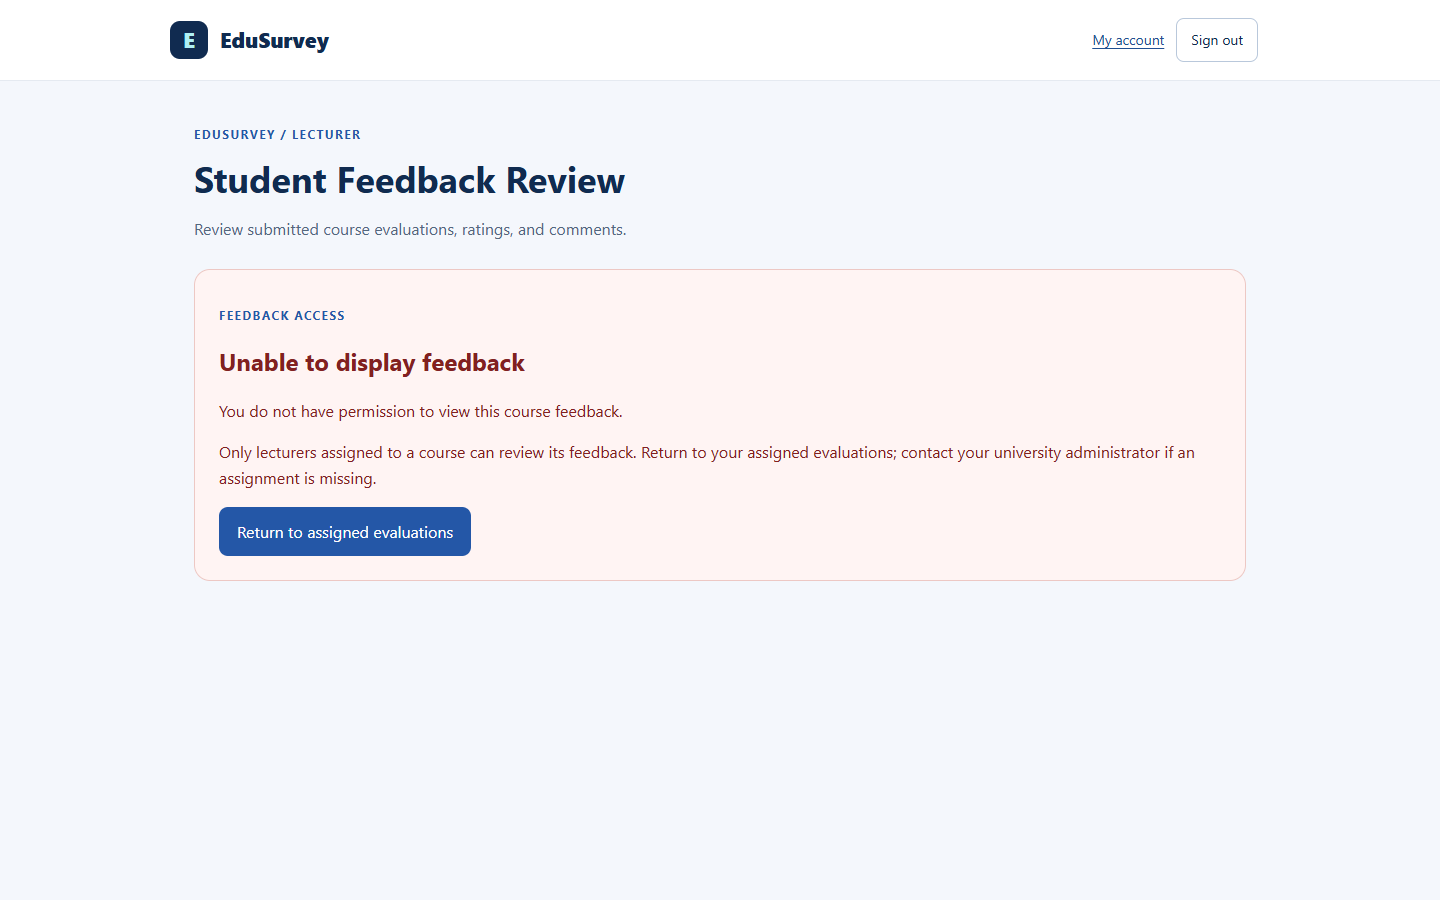 E EduSurvey
My account
Sign out
EDUSURVEY / LECTURER
Student Feedback Review
Review submitted course evaluations, ratings, and comments.
FEEDBACK ACCESS
Unable to display feedback
You do not have permission to view this course feedback.
Only lecturers assigned to a course can review its feedback. Return to your assigned evaluations; contact your university administrator if an
assignment is missing.
Return to assigned evaluations